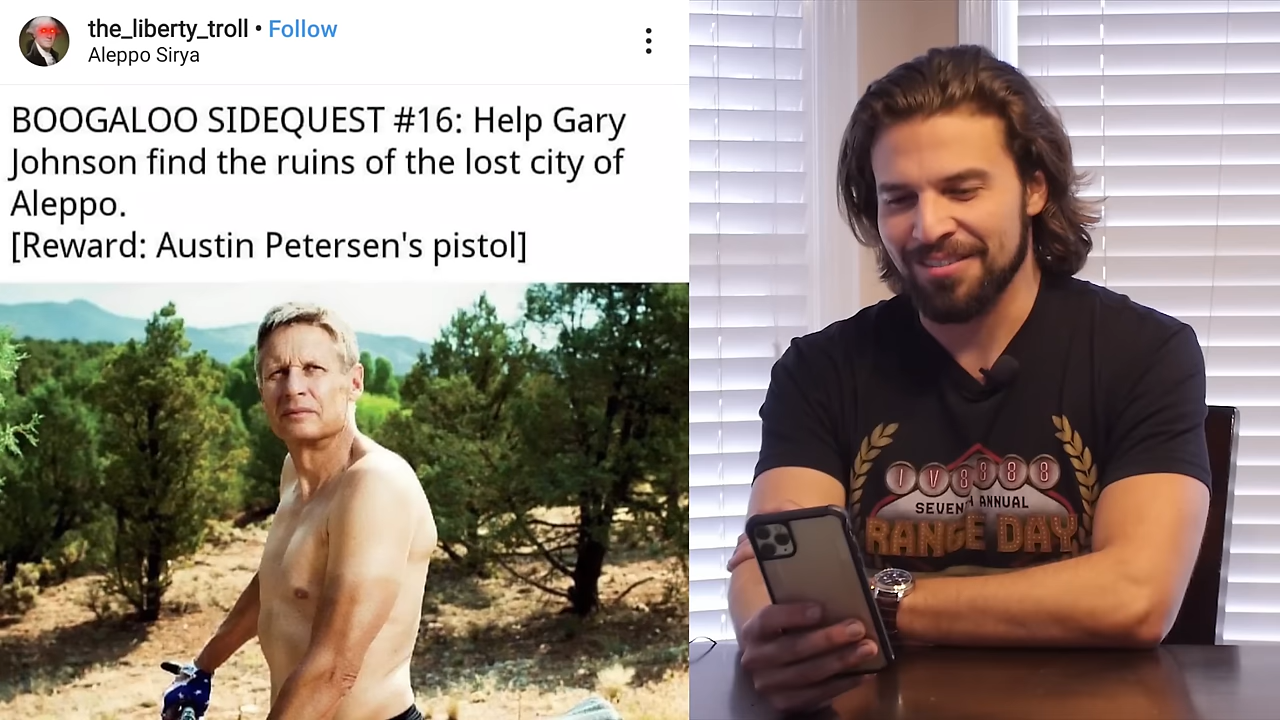 the_liberty_troll • Follow
Aleppo Sirya
BOOGALOO SIDEQUEST #16: Help Gary
Johnson find the ruins of the lost city of
Aleppo.
[Reward: Austin Petersen's pistol]
IV8888
SEVENTH ANNUAL
RANGE DAY